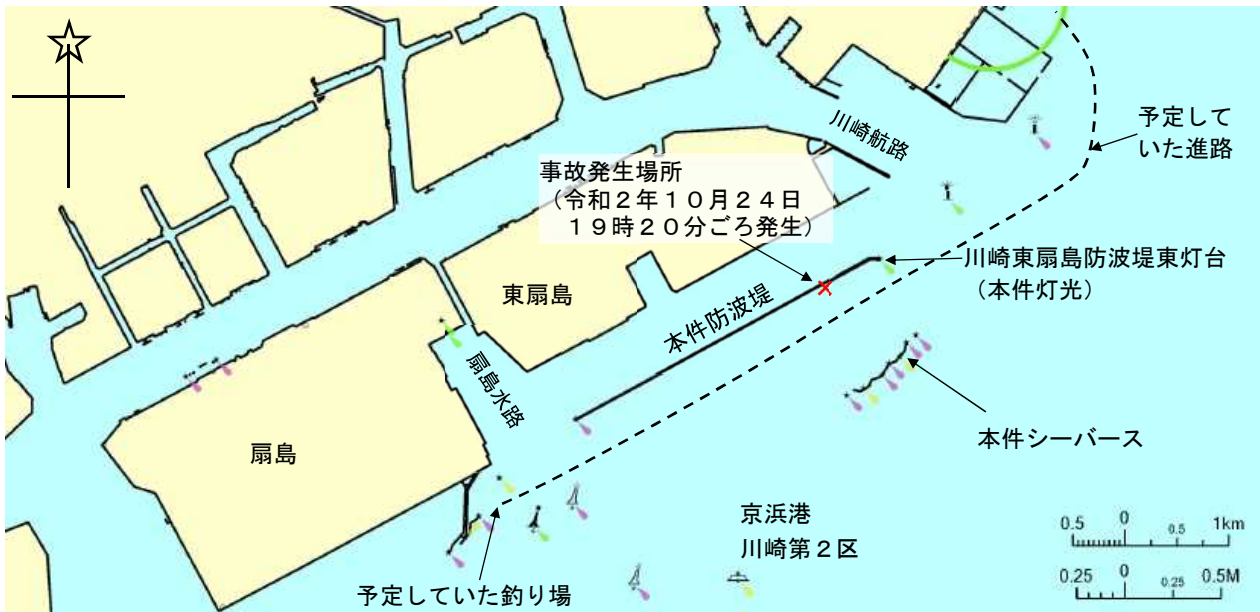 川崎航路
予定して
いた進路
事故発生場所
（令和２年１０月２４日
１９時２０分ごろ発生）
川崎東扇島防波堤東灯台
（本件灯光）
東扇島
本件防波堤
扇島水路
本件シーバース
扇島
京浜港
川崎第２区
予定していた釣り場
0.5 0 0.5 1km
0.25 0 0.25 0.5M